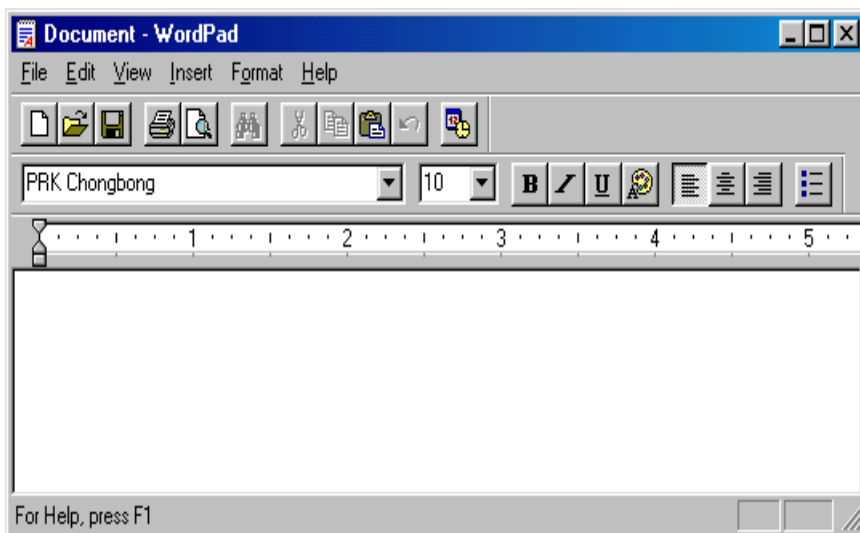 Document - WordPad
File Edit View Insert Format Help
PRK Chongbong 10 B I U
1 2 3 4 5
For Help, press F1